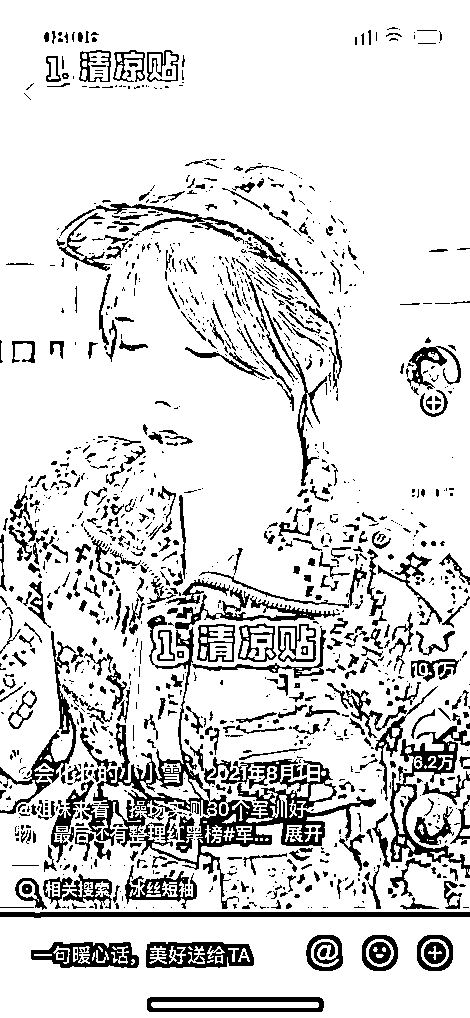 1. 清凉贴
1. 清凉贴
10.1万
6.2万
@会化妆的小小雪 · 2021年8月1日
@姐妹来看！操场实测30个军训好
物 最后还有整理红黑榜#军... 展开
相关搜索 冰丝短袖
一句暖心话，美好送给TA